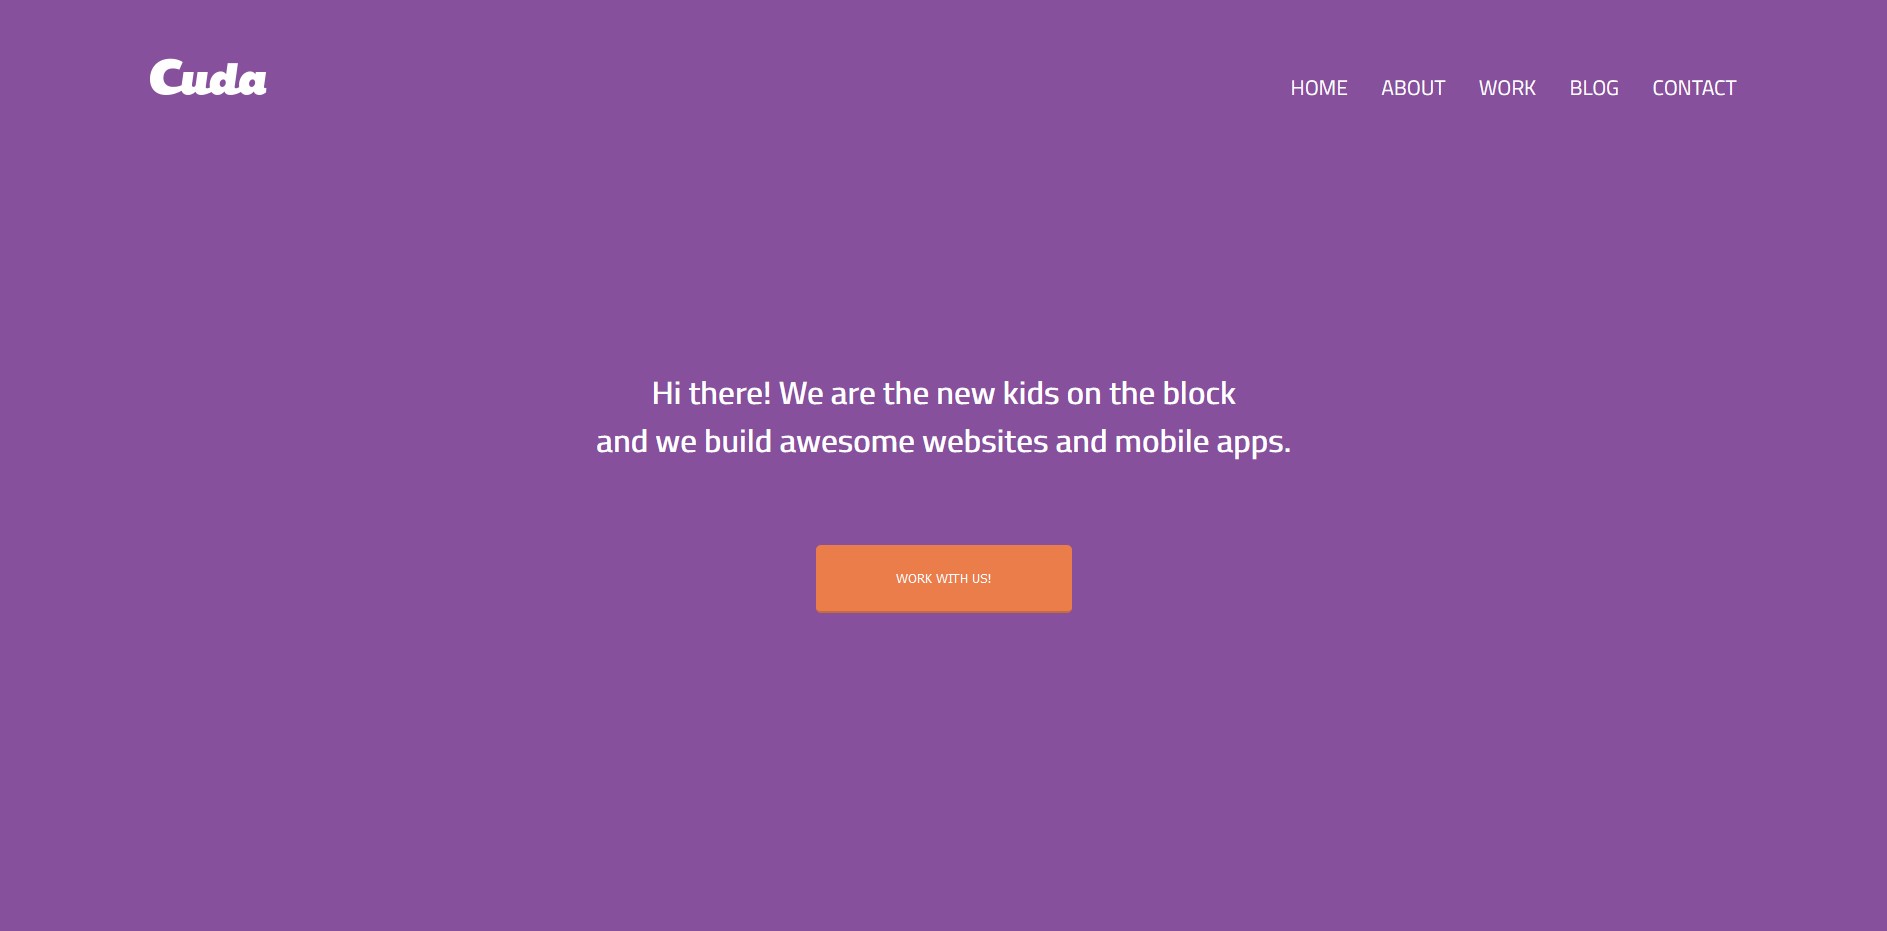 Cuda
HOME ABOUT WORK BLOG CONTACT
Hi there! We are the new kids on the block
and we build awesome websites and mobile apps.
WORK WITH US!